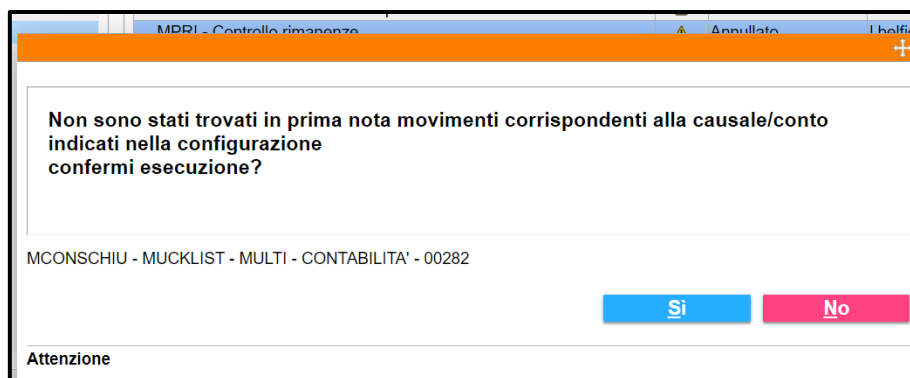 MPRI - Controllo rimanenze Annullato
Non sono stati trovati in prima nota movimenti corrispondenti alla causale/conto
indicati nella configurazione
confermi esecuzione?
MCONSCHIU - MUCKLIST - MULTI - CONTABILITA' - 00282
Sì No
Attenzione